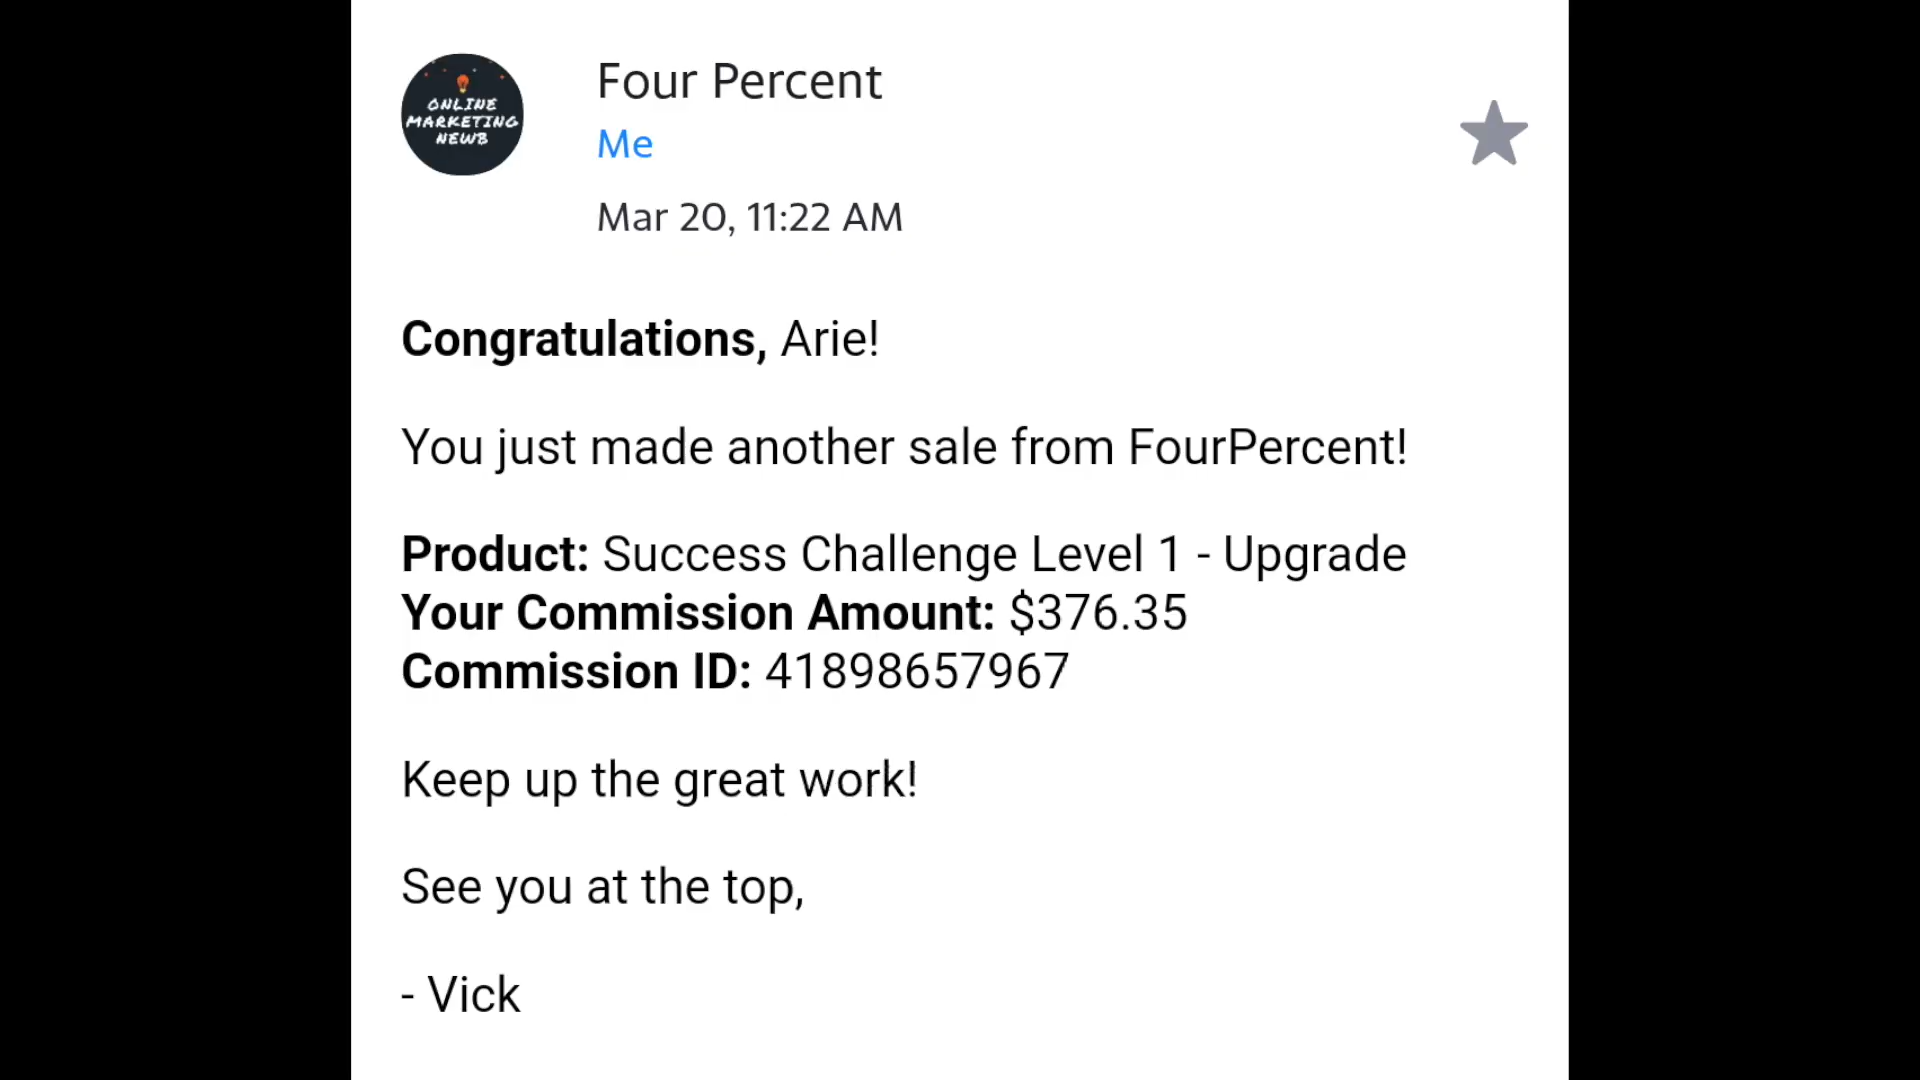 ONLINE
MARKETING
NEWB
Four Percent
Me
Mar 20, 11:22 AM
Congratulations, Arie!
You just made another sale from FourPercent!
Product: Success Challenge Level 1 - Upgrade
Your Commission Amount: $376.35
Commission ID: 41898657967
Keep up the great work!
See you at the top,
- Vick